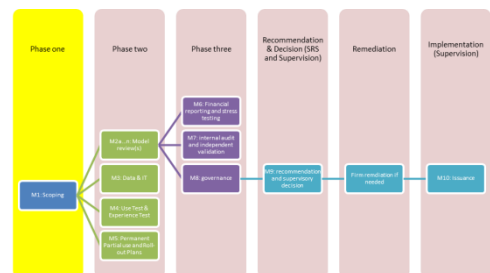 Phase one
Phase two
Phase three
Recommendation
& Decision (SRS
and Supervision)
Remediation
Implementation
(Supervision)
M6: Financial
reporting and stress
testing
M2a...n: Model
review(s)
M7: internal audit
and independent
validation
M3: Data & IT
M8: governance
M9: recommendation
and supervisory
decision
Firm remediation if
needed
M10: Issuance
M1: Scoping
M4: Use Test &
Experience Test
M5: Permanent
Partial use and Roll-
out Plans